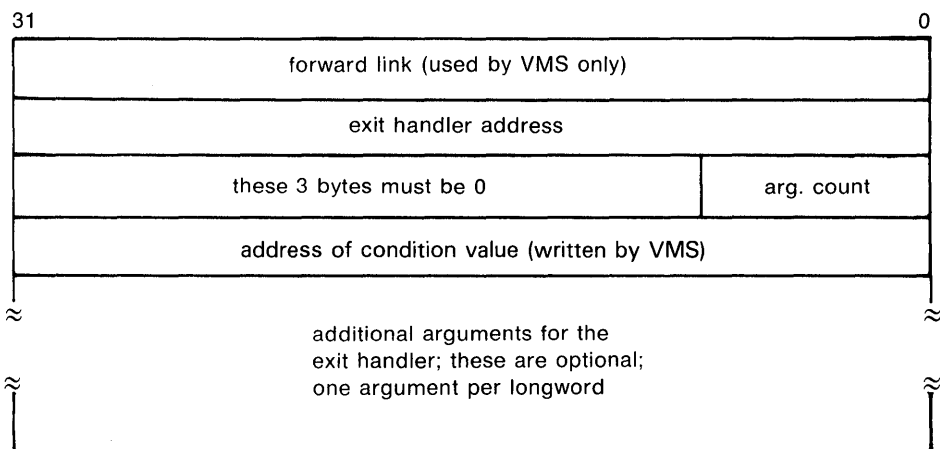 31 0
forward link (used by VMS only)
exit handler address
these 3 bytes must be 0 arg. count
address of condition value (written by VMS)
additional arguments for the
exit handler; these are optional;
one argument per longword